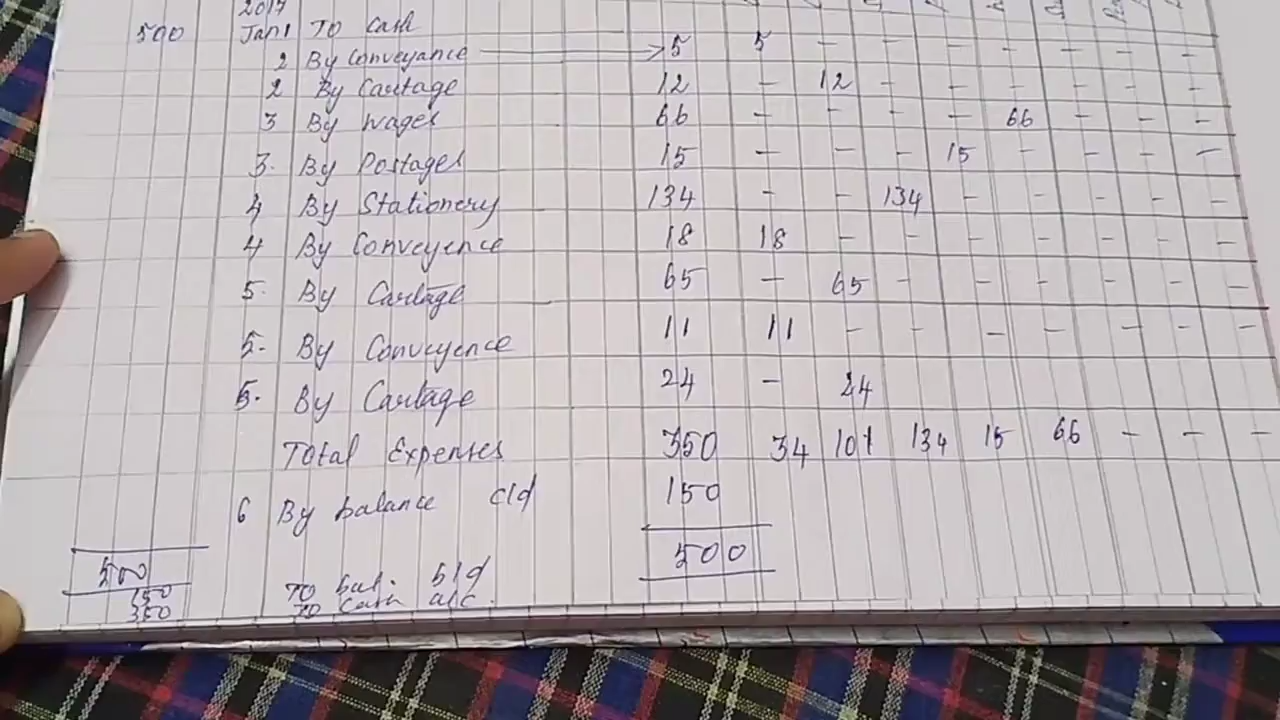 2017
500 Jan 1 To Cash
2 By Conveyance 5 5 - - - - - - -
2 By Cartage 12 - 12 - - - - - -
3 By Wages 66 - - - - 66 - - -
3. By Postages 15 - - - 15 - - - -
4 By Stationery 134 - - 134 - - - - -
4 By Conveyence 18 18 - - - - - - -
5. By Cartage 65 - 65 - - - - - -
5. By Conveyence 11 11 - - - - - - -
5. By Cartage 24 - 24
Total Expenses 350 34 101 134 15 66 - - -
6 By balance c/d 150
500 500
150 To bal. b/d
350 To Cash a/c.